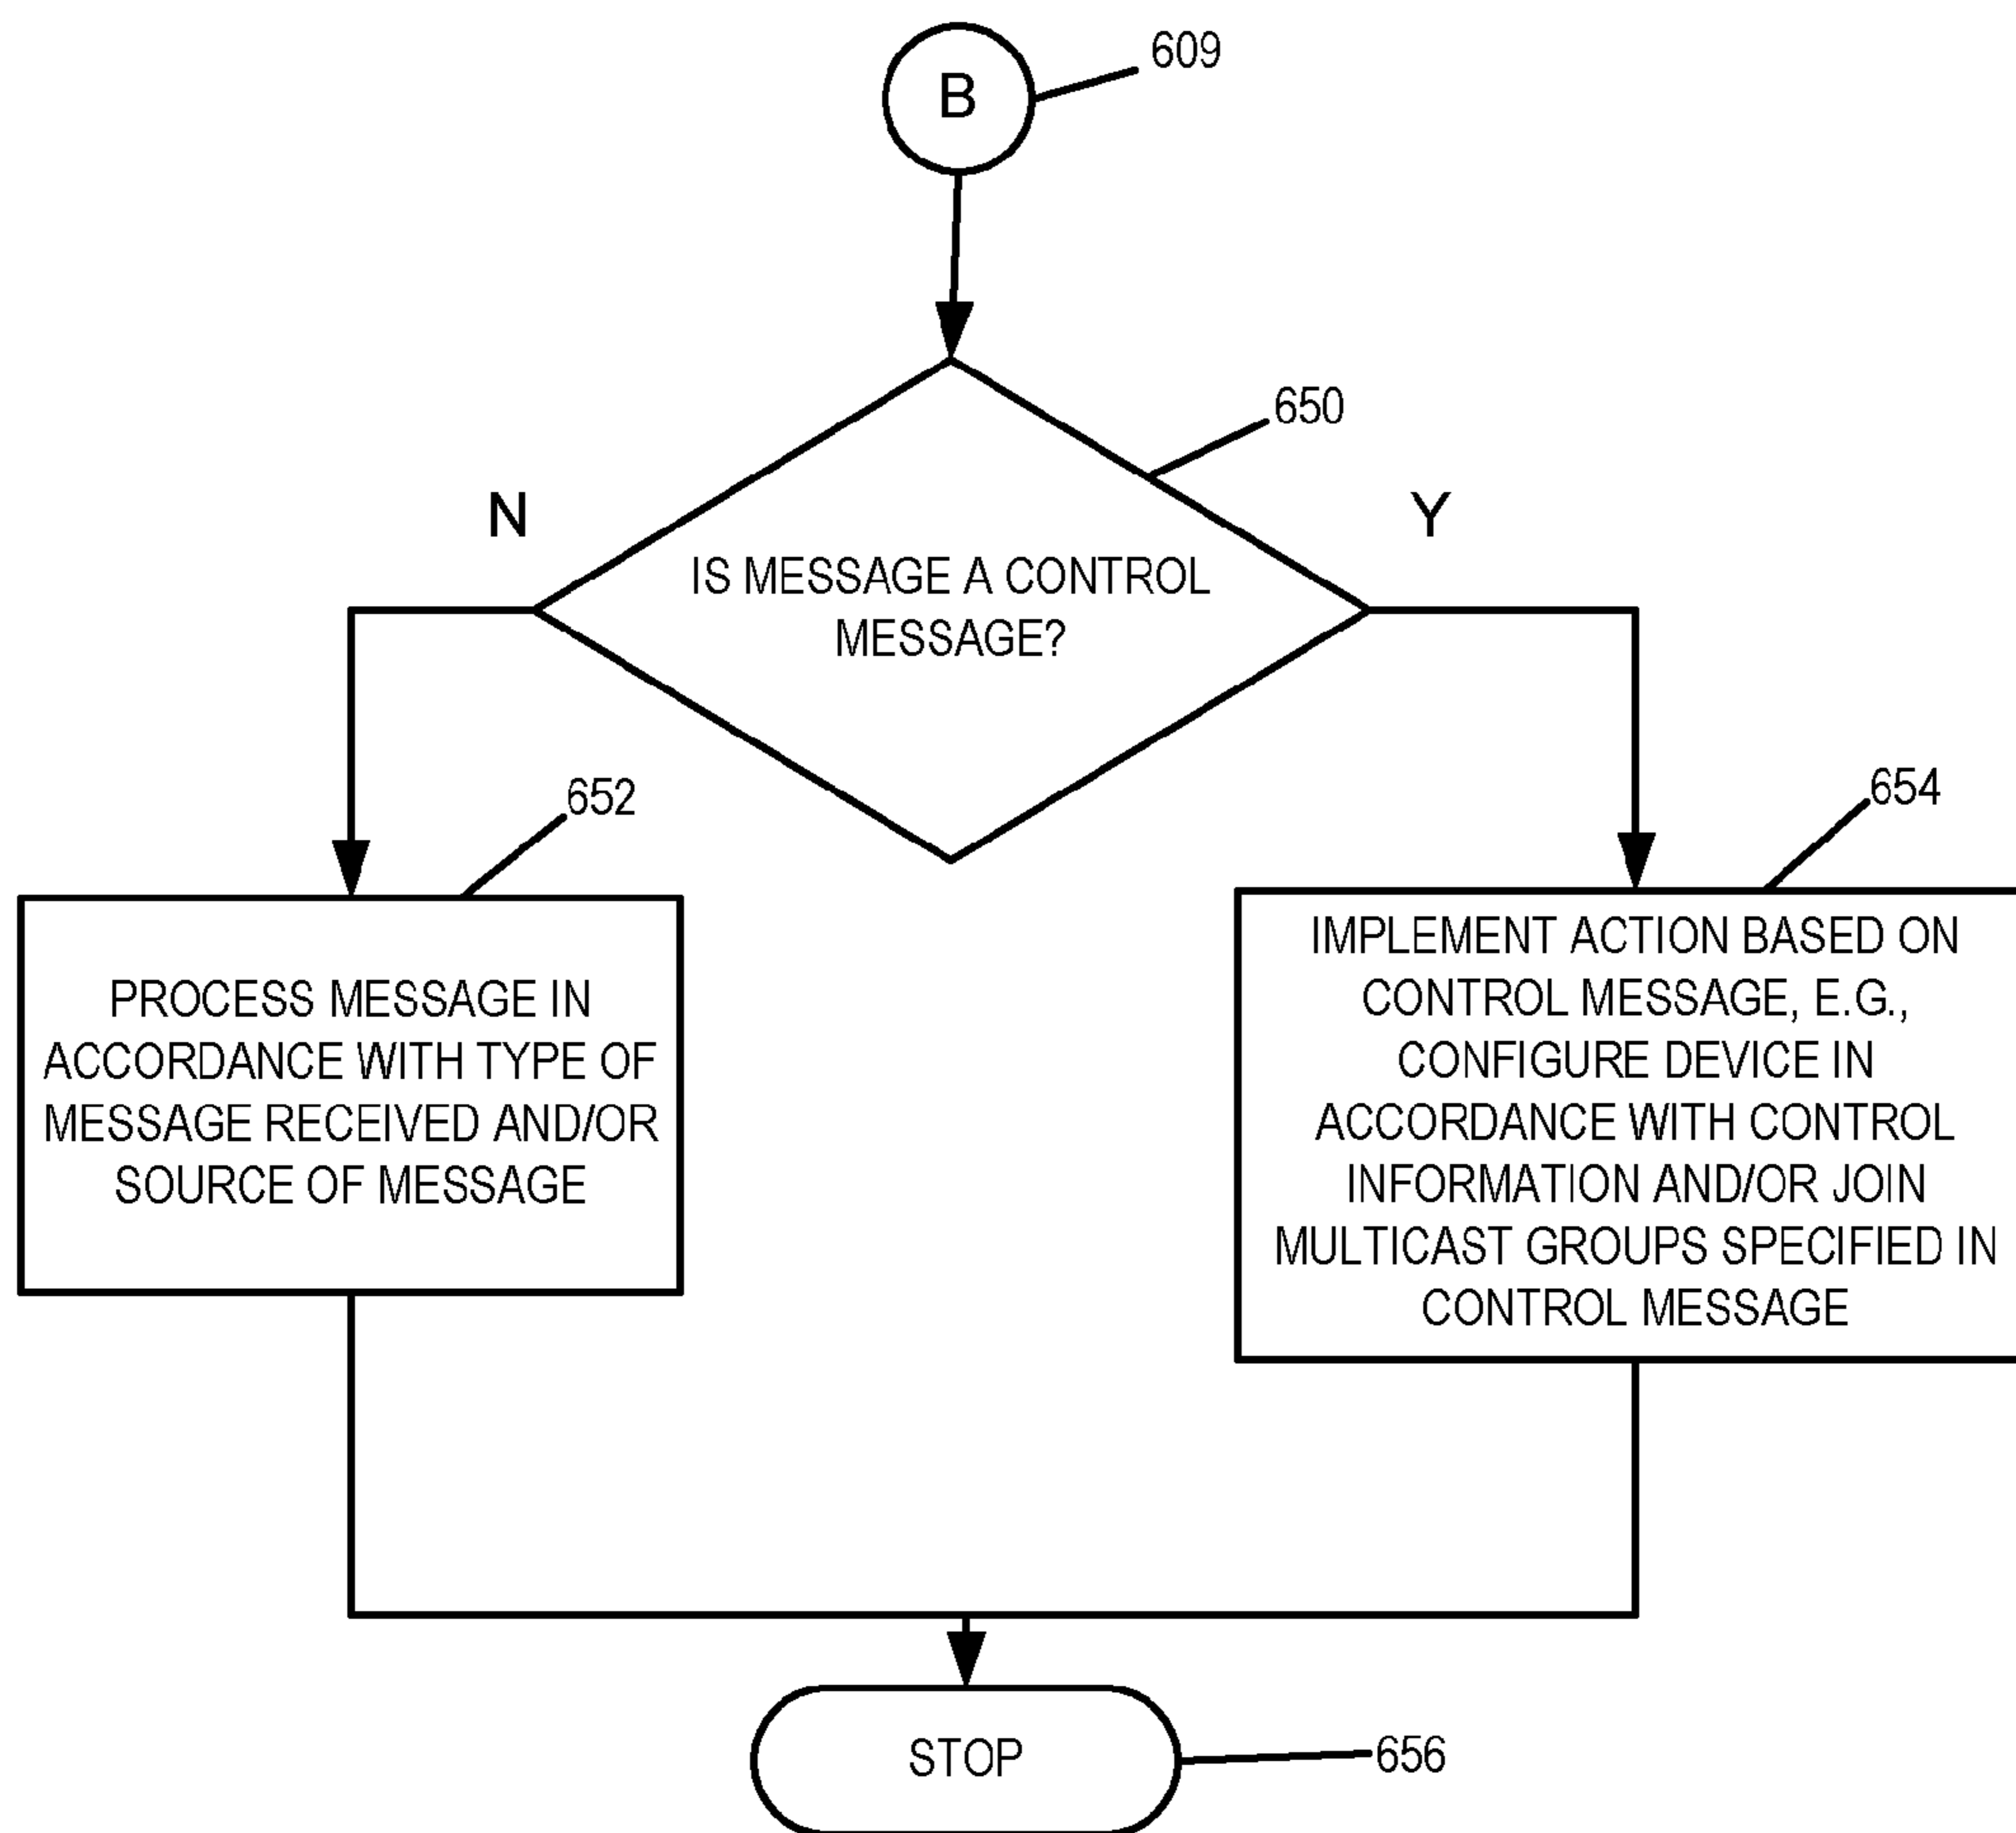 B
609
650
N
Y
IS MESSAGE A CONTROL
MESSAGE?
652
654
PROCESS MESSAGE IN
ACCORDANCE WITH TYPE OF
MESSAGE RECEIVED AND/OR
SOURCE OF MESSAGE
IMPLEMENT ACTION BASED ON
CONTROL MESSAGE, E.G.,
CONFIGURE DEVICE IN
ACCORDANCE WITH CONTROL
INFORMATION AND/OR JOIN
MULTICAST GROUPS SPECIFIED IN
CONTROL MESSAGE
STOP
656